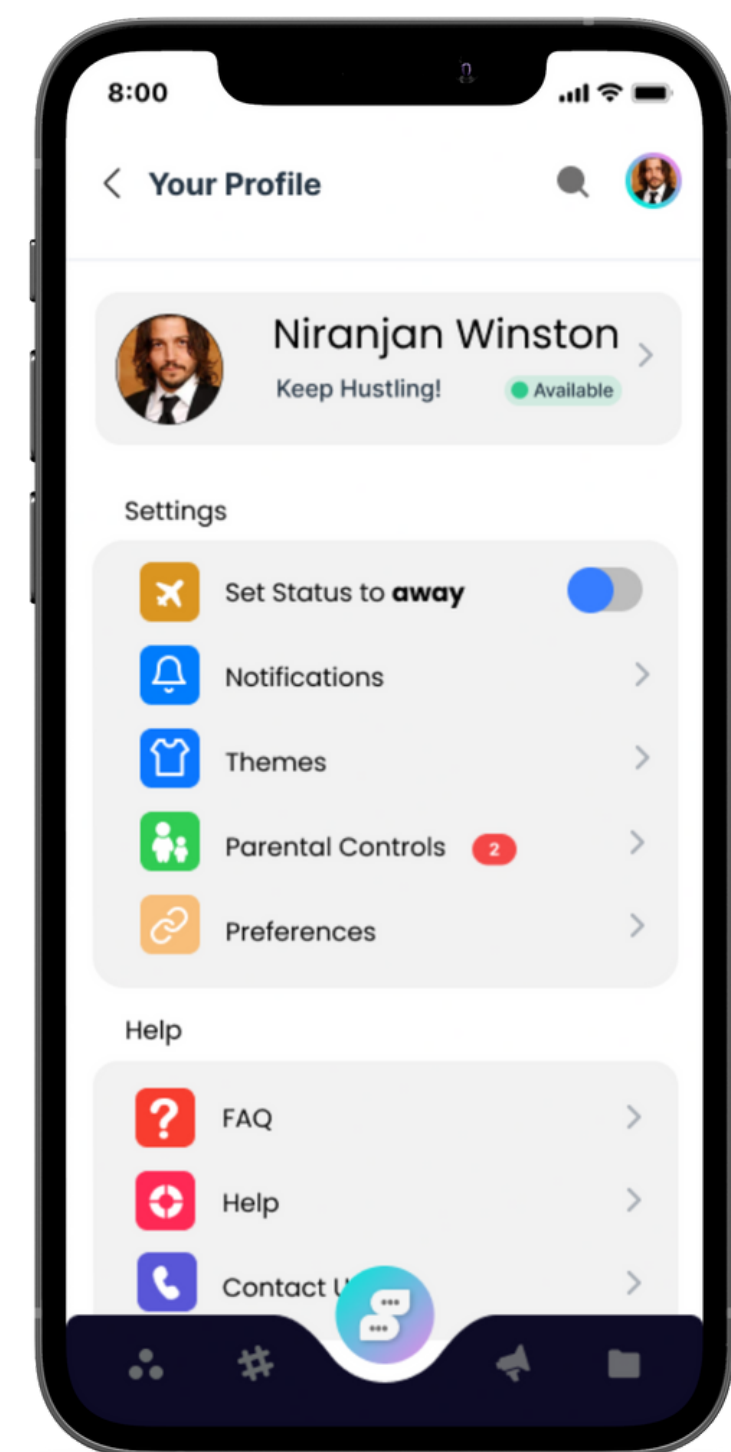 8:00
Your Profile
Niranjan Winston
Keep Hustling!
Available
Settings
Set Status to away
Notifications
Themes
Parental Controls 2
Preferences
Help
FAQ
Help
Contact U